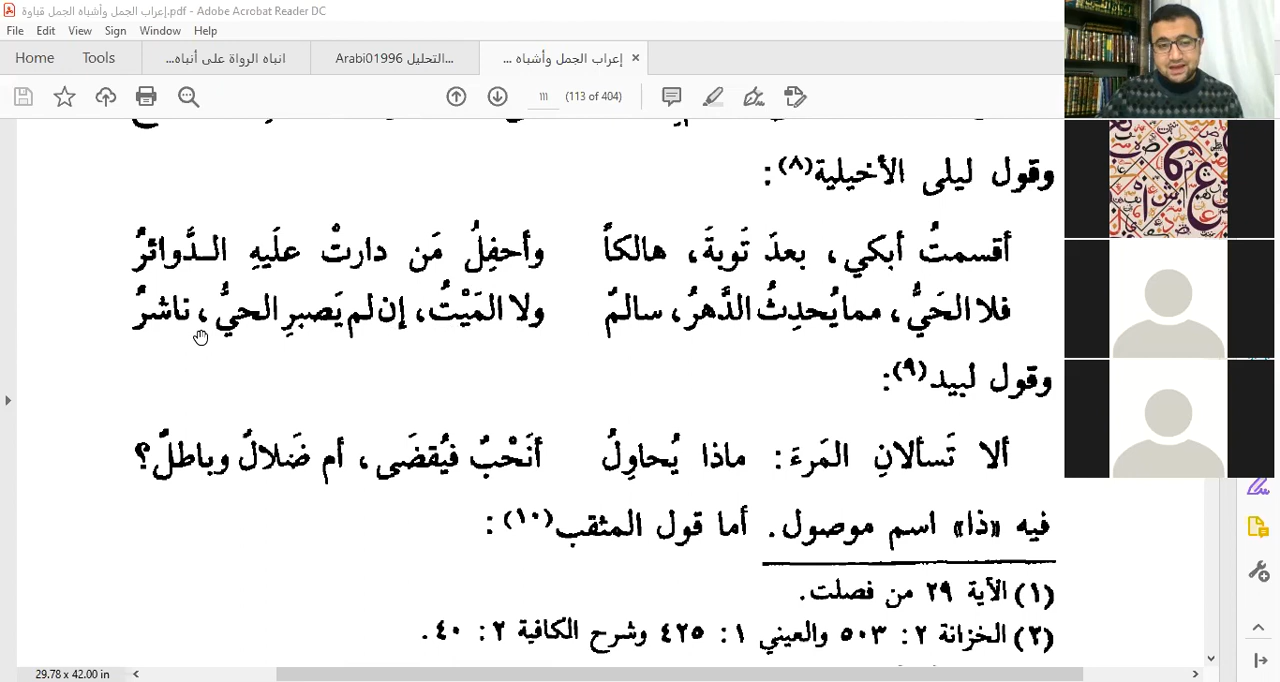 إعراب الجمل وأشباه الجمل قباوة.pdf - Adobe Acrobat Reader DC
File Edit View Sign Window Help
Home Tools انباه الرواة على أنباه... التحليل Arabi01996... إعراب الجمل وأشباه ...
١١١ (113 of 404)
وقول ليلى الأخيلية(٨):
أقسمتُ أبكي، بعدَ تَوبةَ، هالكاً وأحفِلُ مَن دارتْ علَيهِ الـدَّوائرُ
فلا الحَيُّ، مما يُحدِثُ الدَّهرُ، سالمٌ ولا المَيْتُ، إن لم يَصبرِ الحيُّ، ناشرُ
وقول لبيد(٩):
ألا تَسألانِ المَرءَ: ماذا يُحاوِلُ أنَحْبٌ فيُقضَى، أم ضَلالٌ وباطلٌ؟
فيه «ذا» اسم موصول. أما قول المثقب(١٠):
(١) الآية ٢٩ من فصلت.
(٢) الخزانة ٢: ٥٠٣ والعيني ١: ٤٢٥ وشرح الكافية ٢: ٤٠.
29.78 x 42.00 in